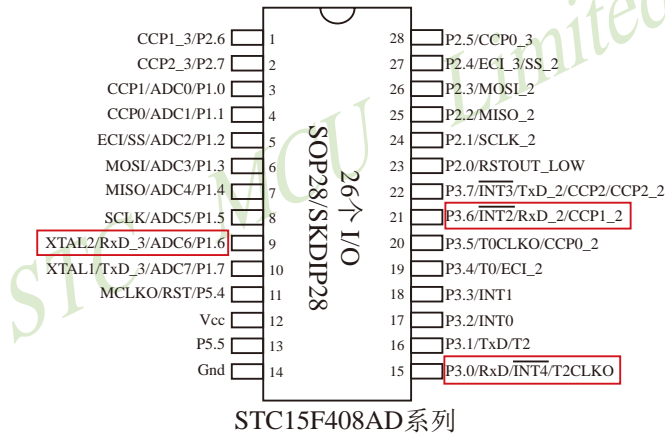 CCP1_3/P2.6 1 28 P2.5/CCP0_3
CCP2_3/P2.7 2 27 P2.4/ECI_3/SS_2
CCP1/ADC0/P1.0 3 26 P2.3/MOSI_2
CCP0/ADC1/P1.1 4 25 P2.2/MISO_2
ECI/SS/ADC2/P1.2 5 24 P2.1/SCLK_2
MOSI/ADC3/P1.3 6 23 P2.0/RSTOUT_LOW
MISO/ADC4/P1.4 7 22 P3.7/INT3/TxD_2/CCP2/CCP2_2
SCLK/ADC5/P1.5 8 21 P3.6/INT2/RxD_2/CCP1_2
XTAL2/RxD_3/ADC6/P1.6 9 20 P3.5/T0CLKO/CCP0_2
XTAL1/TxD_3/ADC7/P1.7 10 19 P3.4/T0/ECI_2
MCLKO/RST/P5.4 11 18 P3.3/INT1
Vcc 12 17 P3.2/INT0
P5.5 13 16 P3.1/TxD/T2
Gnd 14 15 P3.0/RxD/INT4/T2CLKO
26个 I/O
SOP28/SKDIP28
STC15F408AD系列
STC MCU Limited